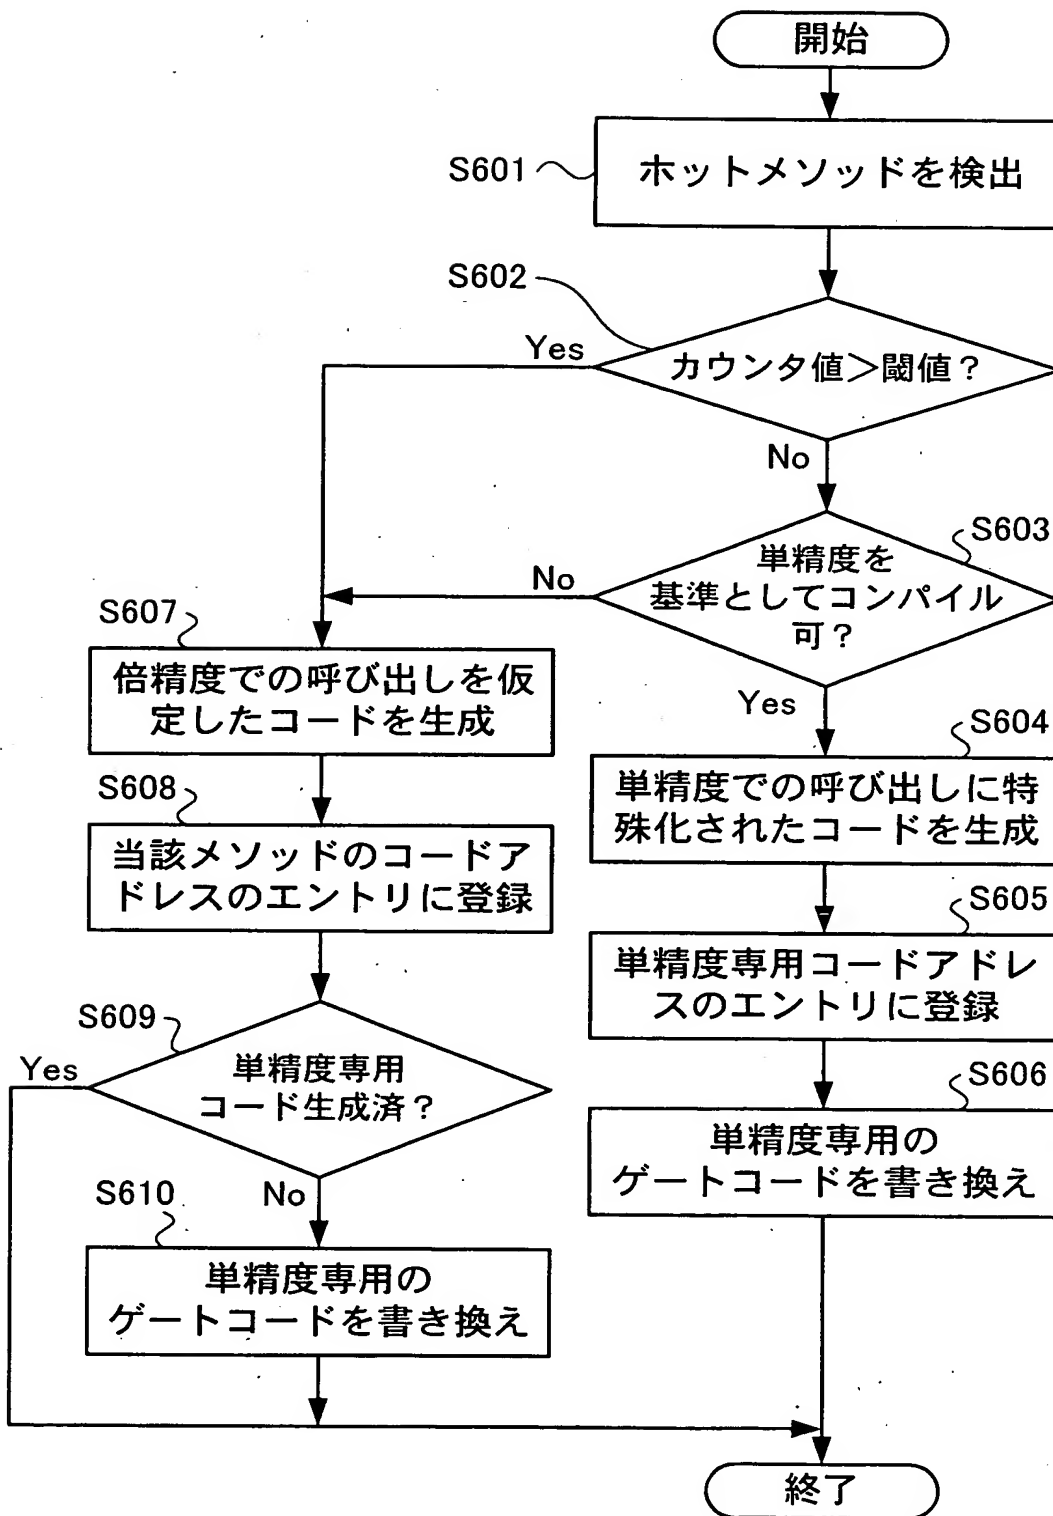 開始
S601
ホットメソッドを検出
S602
カウンタ値＞閾値？
Yes
No
S603
単精度を
基準としてコンパイル
可？
No
Yes
S607
倍精度での呼び出しを仮
定したコードを生成
S604
単精度での呼び出しに特
殊化されたコードを生成
S608
当該メソッドのコードア
ドレスのエントリに登録
S605
単精度専用コードアドレ
スのエントリに登録
S609
単精度専用
コード生成済？
Yes
No
S606
単精度専用の
ゲートコードを書き換え
S610
単精度専用の
ゲートコードを書き換え
終了